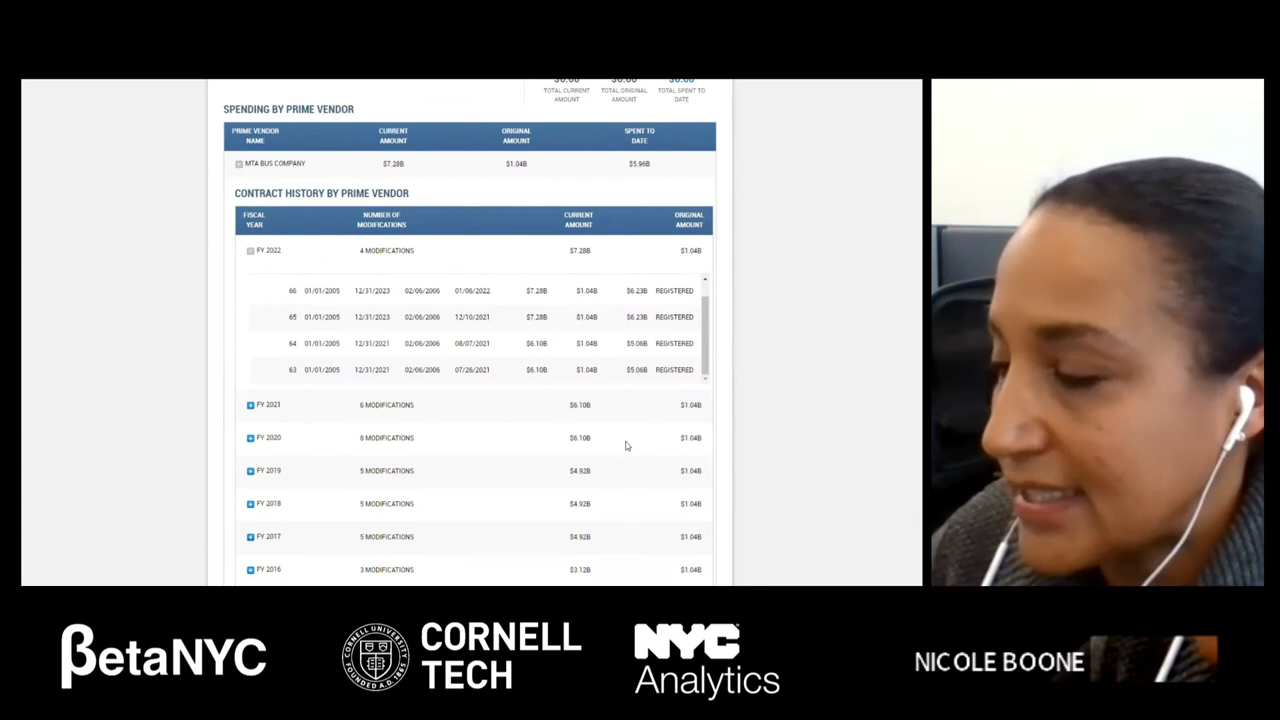 $0.00 $0.00 $0.00
TOTAL CURRENT AMOUNT TOTAL ORIGINAL AMOUNT TOTAL SPENT TO DATE
SPENDING BY PRIME VENDOR
PRIME VENDOR NAME CURRENT AMOUNT ORIGINAL AMOUNT SPENT TO DATE
MTA BUS COMPANY $7.28B $1.04B $5.96B
CONTRACT HISTORY BY PRIME VENDOR
FISCAL YEAR NUMBER OF MODIFICATIONS CURRENT AMOUNT ORIGINAL AMOUNT
FY 2022 4 MODIFICATIONS $7.28B $1.04B
66 01/01/2005 12/31/2023 02/06/2006 01/06/2022 $7.28B $1.04B $6.23B REGISTERED
65 01/01/2005 12/31/2023 02/06/2006 12/10/2021 $7.28B $1.04B $6.23B REGISTERED
64 01/01/2005 12/31/2021 02/06/2006 08/07/2021 $6.10B $1.04B $5.06B REGISTERED
63 01/01/2005 12/31/2021 02/06/2006 07/26/2021 $6.10B $1.04B $5.06B REGISTERED
FY 2021 6 MODIFICATIONS $6.10B $1.04B
FY 2020 8 MODIFICATIONS $6.10B $1.04B
FY 2019 5 MODIFICATIONS $4.92B $1.04B
FY 2018 5 MODIFICATIONS $4.92B $1.04B
FY 2017 5 MODIFICATIONS $4.92B $1.04B
FY 2016 3 MODIFICATIONS $3.12B $1.04B
βetaNYC
CORNELL UNIVERSITY
FOUNDED A.D. 1865
CORNELL
TECH
NYC
Analytics
NICOLE BOONE